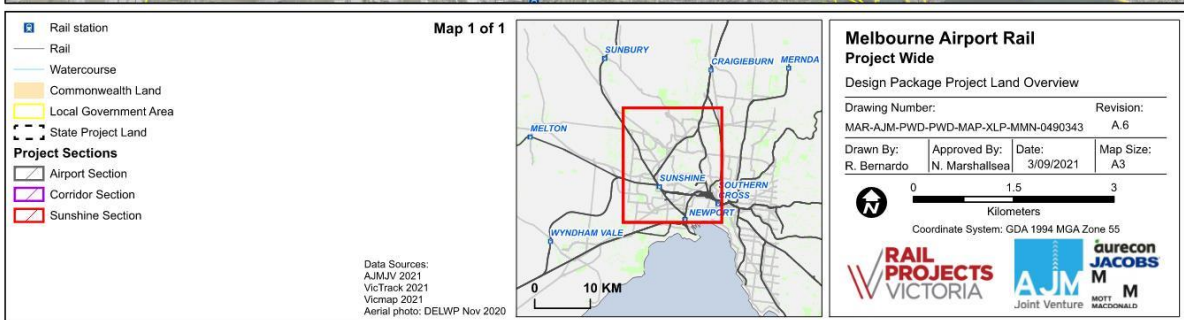 Rail station
Rail
Watercourse
Commonwealth Land
Local Government Area
State Project Land
Project Sections
Airport Section
Corridor Section
Sunshine Section
Map 1 of 1
Data Sources:
AJMJV 2021
VicTrack 2021
Vicmap 2021
Aerial photo: DELWP Nov 2020
SUNBURY
CRAIGIEBURN
MERNDA
MELTON
SUNSHINE
SOUTHERN
CROSS
NEWPORT
WYNDHAM VALE
0 10 KM
Melbourne Airport Rail
Project Wide
Design Package Project Land Overview
Drawing Number: Revision:
MAR-AJM-PWD-PWD-MAP-XLP-MMN-0490343 A.6
Drawn By: Approved By: Date: Map Size:
R. Bernardo N. Marshallsea 3/09/2021 A3
N
0 1.5 3
Kilometers
Coordinate System: GDA 1994 MGA Zone 55
RAIL
PROJECTS
VICTORIA
AJM
Joint Venture
aurecon
JACOBS
M
M
MOTT
MACDONALD